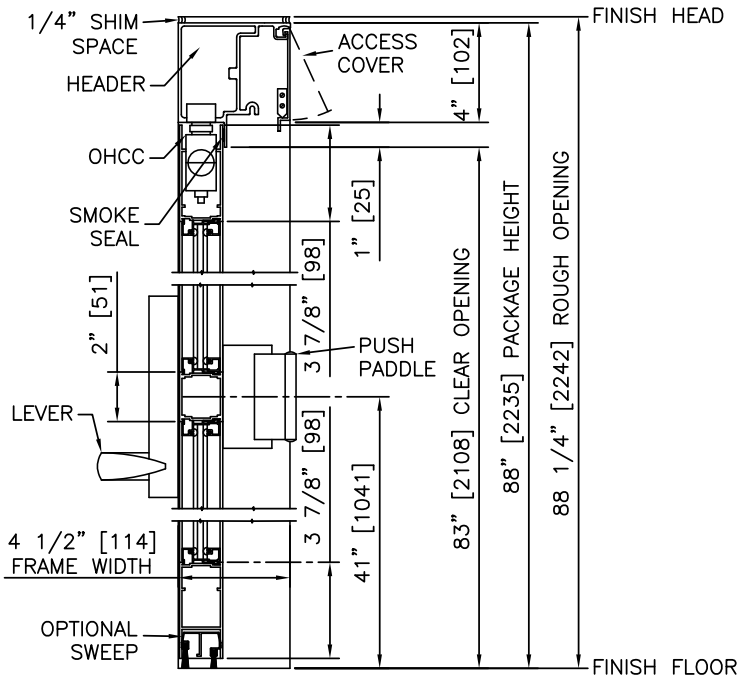 1/4" SHIM
SPACE
HEADER
OHCC
SMOKE
SEAL
2" [51]
LEVER
4 1/2" [114]
FRAME WIDTH
OPTIONAL
SWEEP
ACCESS
COVER
4" [102]
1" [25]
3 7/8" [98]
PUSH
PADDLE
3 7/8" [98]
41" [1041]
83" [2108] CLEAR OPENING
88" [2235] PACKAGE HEIGHT
88 1/4" [2242] ROUGH OPENING
FINISH HEAD
FINISH FLOOR